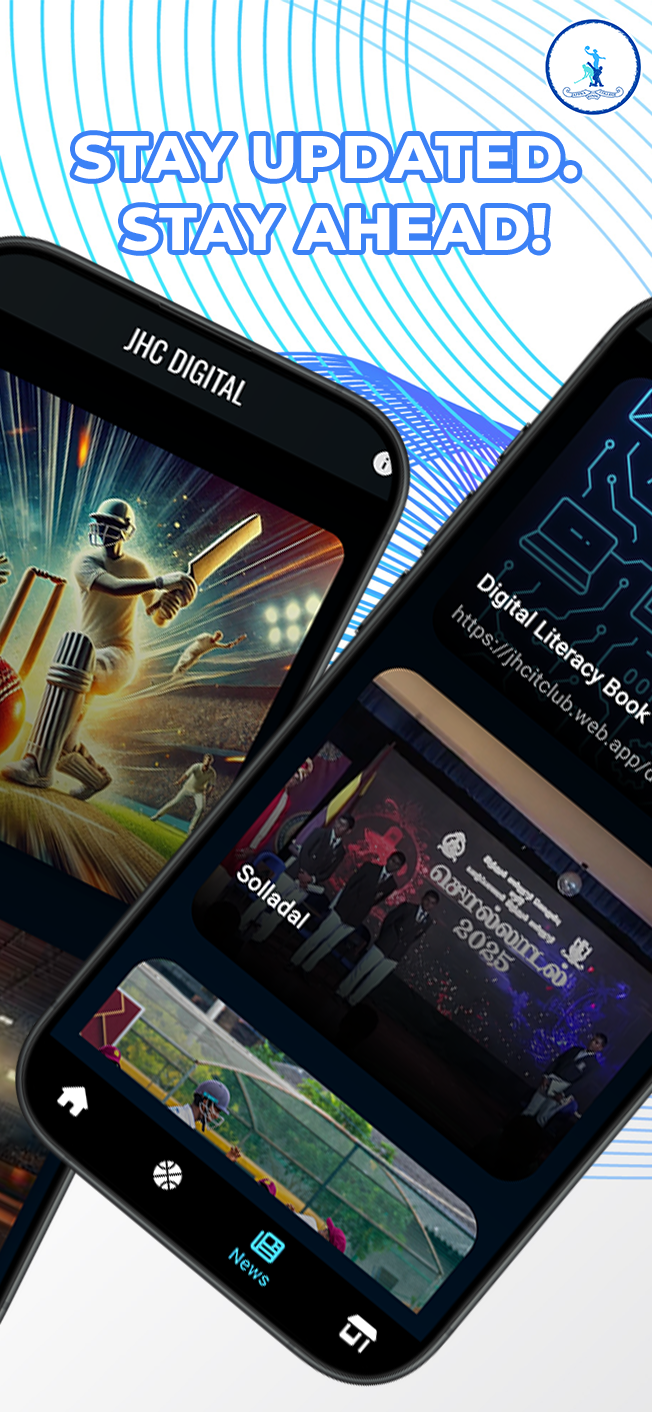 STAY UPDATED.
STAY AHEAD!
JHC DIGITAL
Digital Literacy Book
https://jhcitclub.web.app/d
Solladal
சொல்லாடல்
2025
News